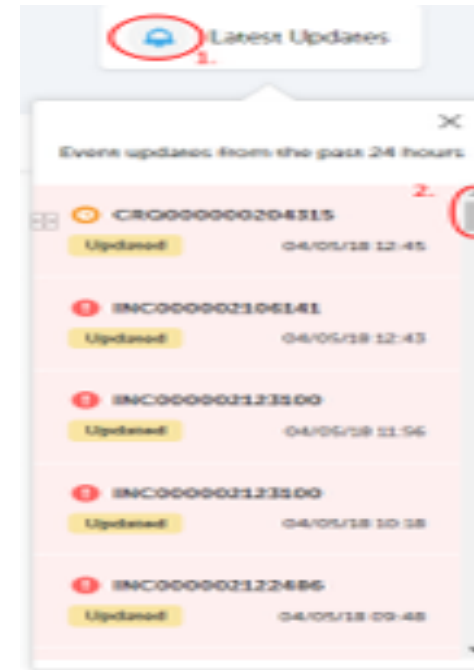 Latest Updates
1.
Event updates from the past 24 hours
2.
CRG000000204315
Updated 04/05/18 12:45
INC000002106141
Updated 04/05/18 12:43
INC000002123100
Updated 04/05/18 11:56
INC000002123100
Updated 04/05/18 10:18
INC000002122486
Updated 04/05/18 09:48